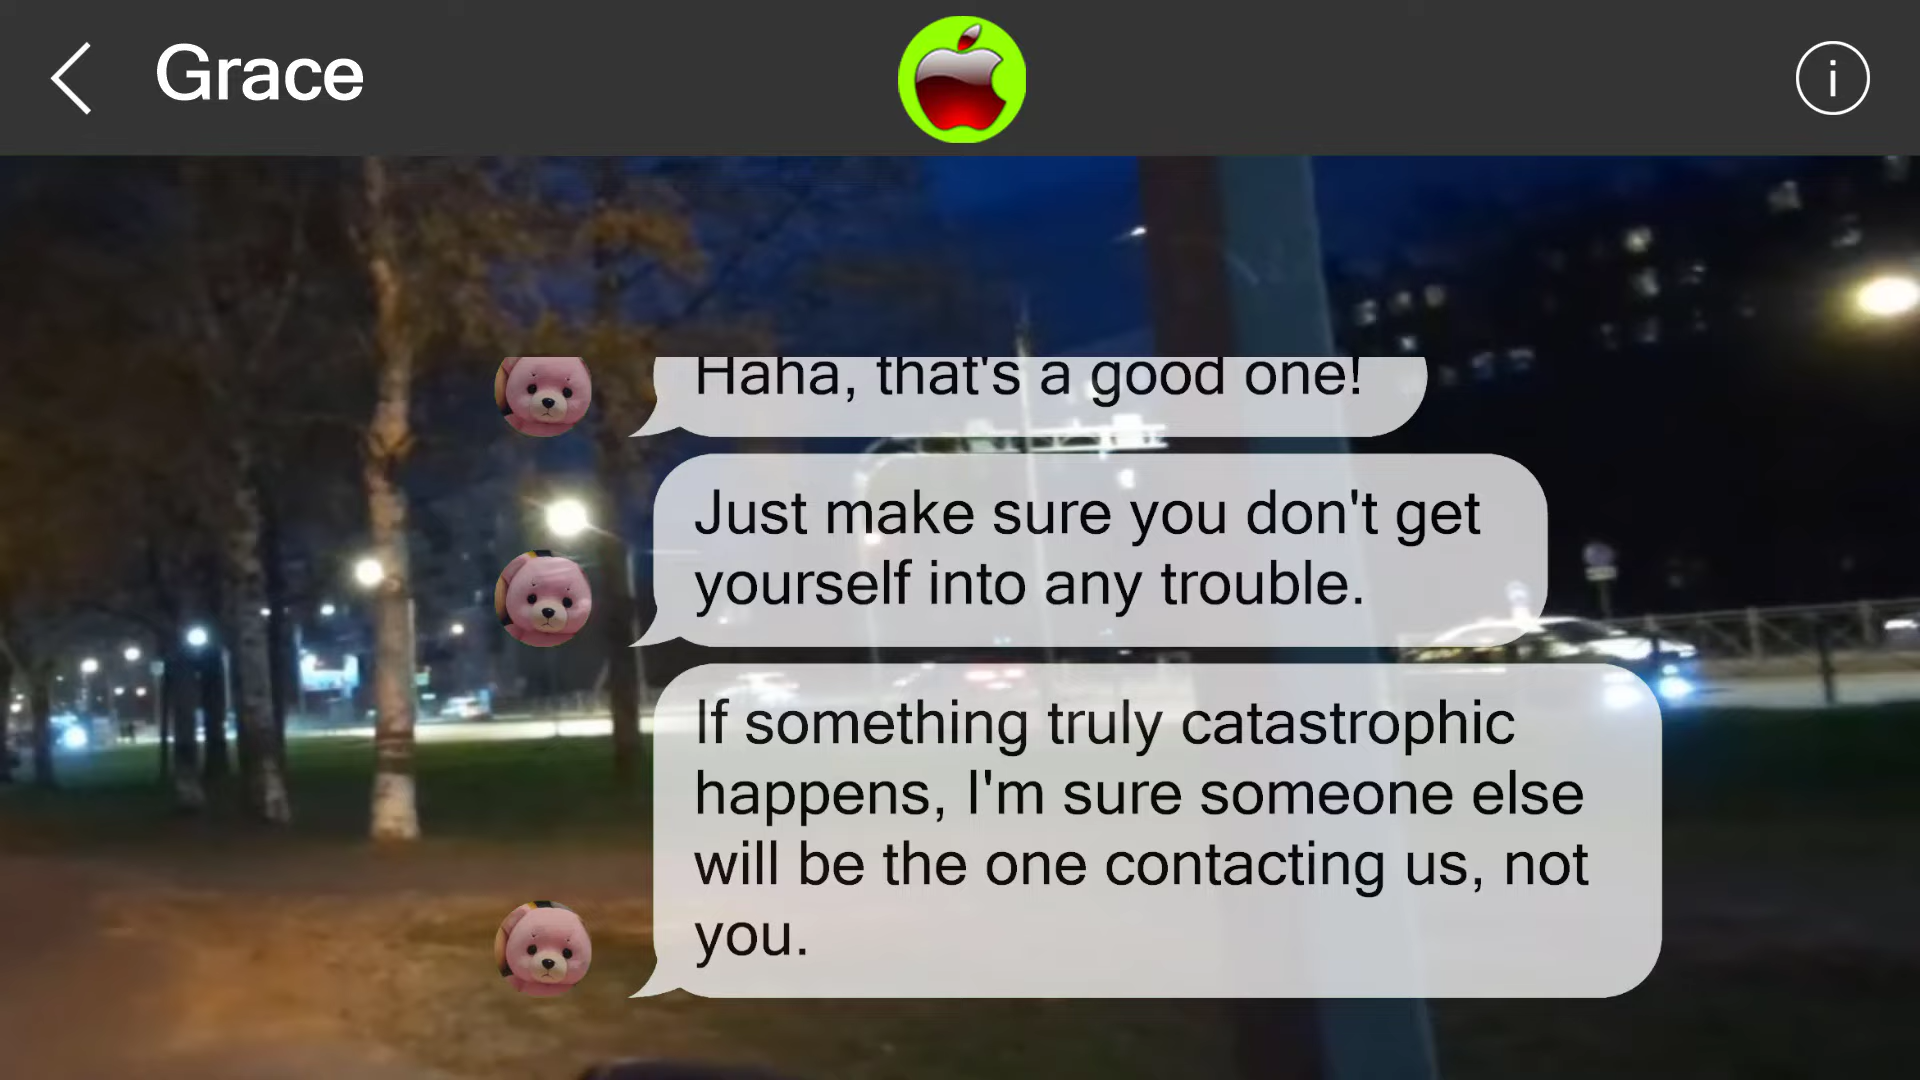 Grace
Haha, that's a good one!
Just make sure you don't get
yourself into any trouble.
If something truly catastrophic
happens, I'm sure someone else
will be the one contacting us, not
you.